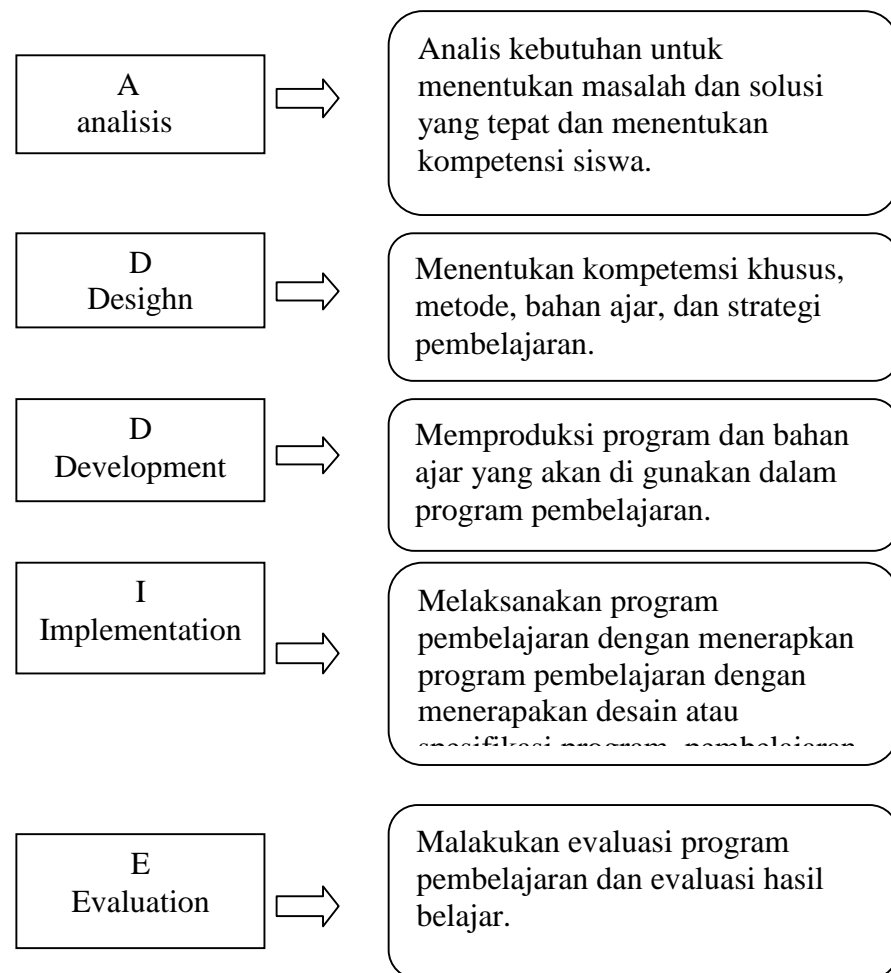 A
analisis
Analis kebutuhan untuk
menentukan masalah dan solusi
yang tepat dan menentukan
kompetensi siswa.
D
Desighn
Menentukan kompetemsi khusus,
metode, bahan ajar, dan strategi
pembelajaran.
D
Development
Memproduksi program dan bahan
ajar yang akan di gunakan dalam
program pembelajaran.
I
Implementation
Melaksanakan program
pembelajaran dengan menerapkan
program pembelajaran dengan
menerapakan desain atau
spesifikasi program pembelajaran
E
Evaluation
Malakukan evaluasi program
pembelajaran dan evaluasi hasil
belajar.